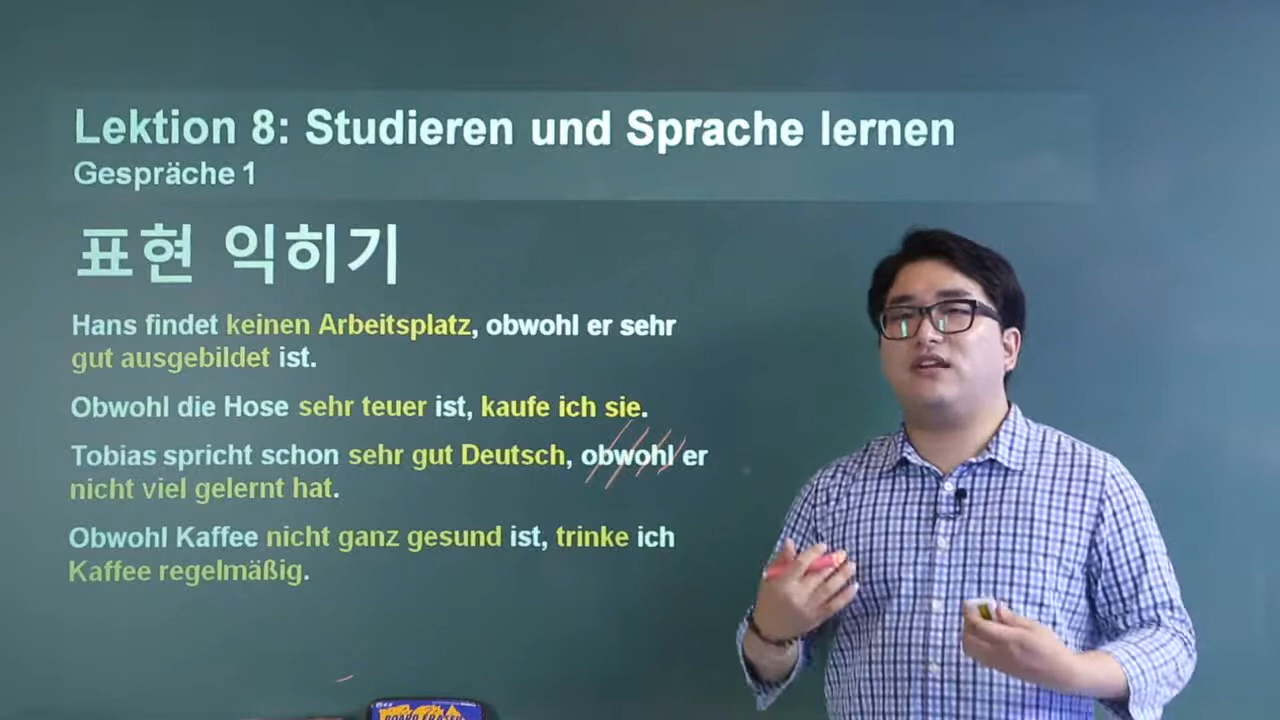 Lektion 8: Studieren und Sprache lernen
Gespräche 1
표현 익히기
Hans findet keinen Arbeitsplatz, obwohl er sehr
gut ausgebildet ist.
Obwohl die Hose sehr teuer ist, kaufe ich sie.
Tobias spricht schon sehr gut Deutsch, obwohl er
nicht viel gelernt hat.
Obwohl Kaffee nicht ganz gesund ist, trinke ich
Kaffee regelmäßig.
BOARD ERASER